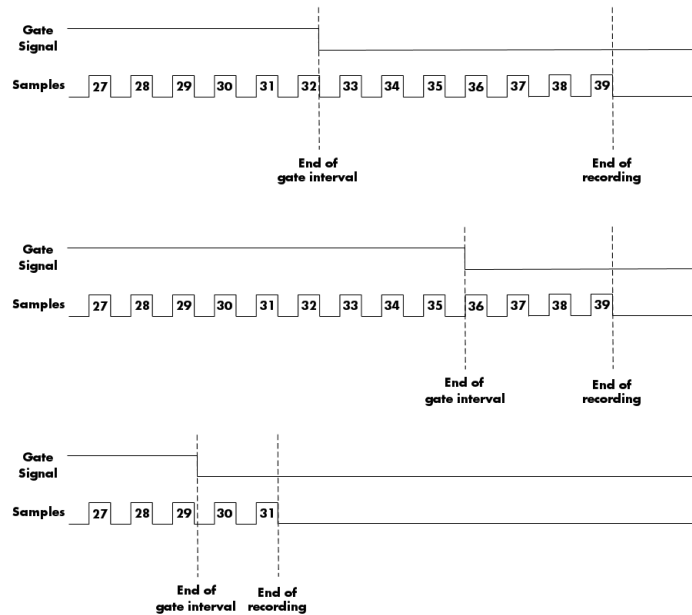 Gate
Signal
Samples 27 28 29 30 31 32 33 34 35 36 37 38 39
End of
gate interval
End of
recording
Gate
Signal
Samples 27 28 29 30 31 32 33 34 35 36 37 38 39
End of
gate interval
End of
recording
Gate
Signal
Samples 27 28 29 30 31
End of
gate interval
End of
recording